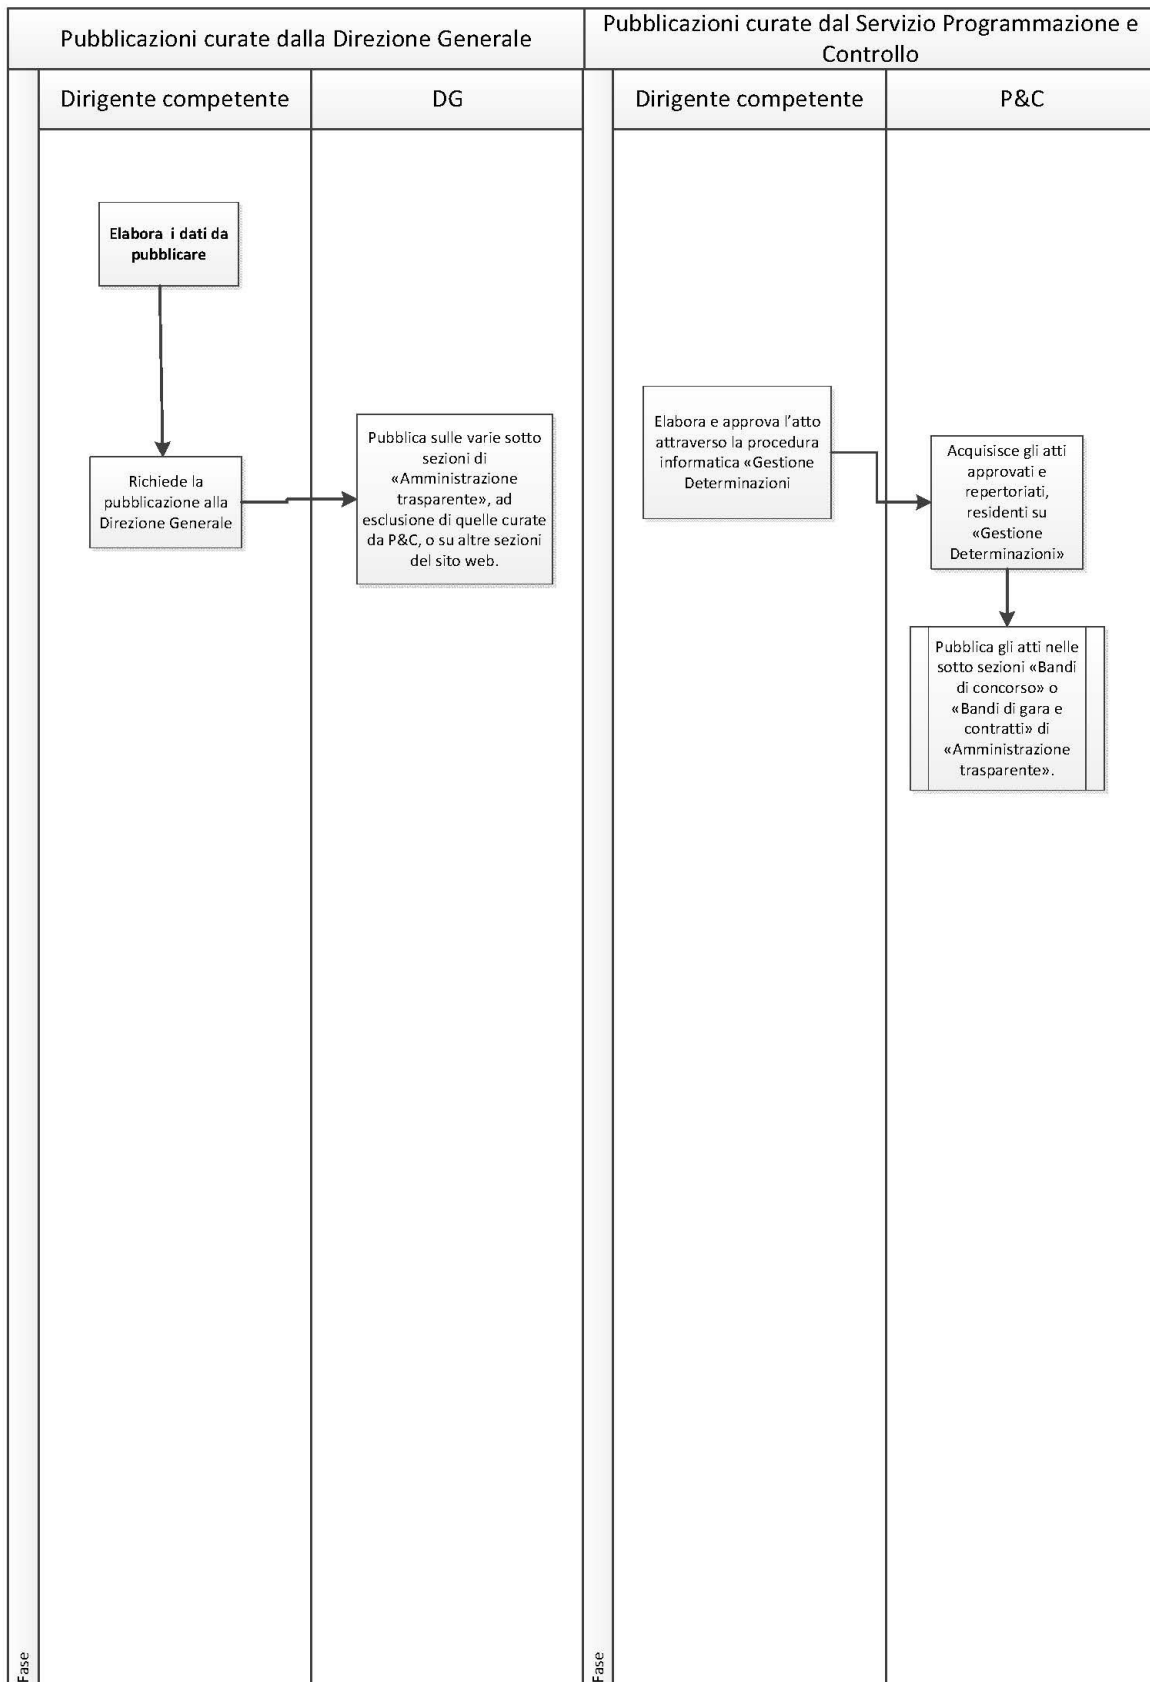 Pubblicazioni curate dalla Direzione Generale
Pubblicazioni curate dal Servizio Programmazione e
Controllo
Dirigente competente
DG
Dirigente competente
P&C
Elabora i dati da
pubblicare
Richiede la
pubblicazione alla
Direzione Generale
Pubblica sulle varie sotto
sezioni di
«Amministrazione
trasparente», ad
esclusione di quelle curate
da P&C, o su altre sezioni
del sito web.
Elabora e approva l'atto
attraverso la procedura
informatica «Gestione
Determinazioni
Acquisisce gli atti
approvati e
repertoriati,
residenti su
«Gestione
Determinazioni»
Pubblica gli atti nelle
sotto sezioni «Bandi
di concorso» o
«Bandi di gara e
contratti» di
«Amministrazione
trasparente».
Fase
Fase